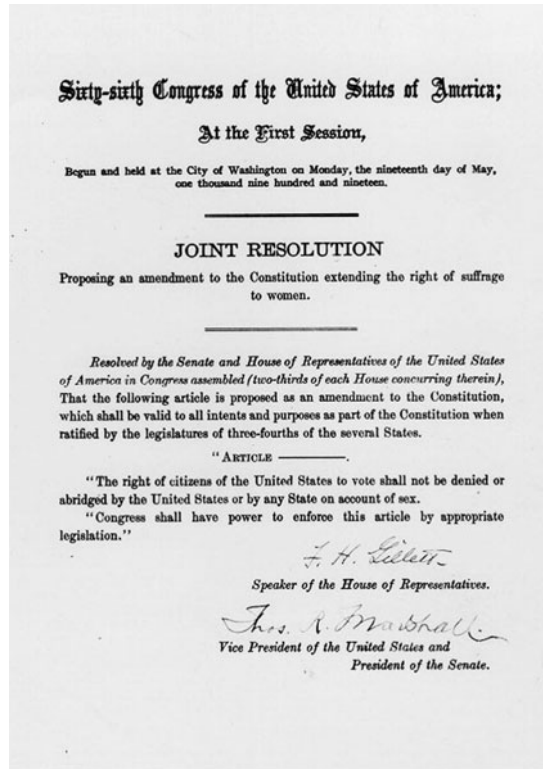 Sixty-sixth Congress of the United States of America;
At the First Session,
Begun and held at the City of Washington on Monday, the nineteenth day of May,
one thousand nine hundred and nineteen.
JOINT RESOLUTION
Proposing an amendment to the Constitution extending the right of suffrage
to women.
Resolved by the Senate and House of Representatives of the United States
of America in Congress assembled (two-thirds of each House concurring therein),
That the following article is proposed as an amendment to the Constitution,
which shall be valid to all intents and purposes as part of the Constitution when
ratified by the legislatures of three-fourths of the several States.
"ARTICLE ————.
"The right of citizens of the United States to vote shall not be denied or
abridged by the United States or by any State on account of sex.
"Congress shall have power to enforce this article by appropriate
legislation."
F. H. Gillett
Speaker of the House of Representatives.
Thos. R. Marshall.
Vice President of the United States and
President of the Senate.